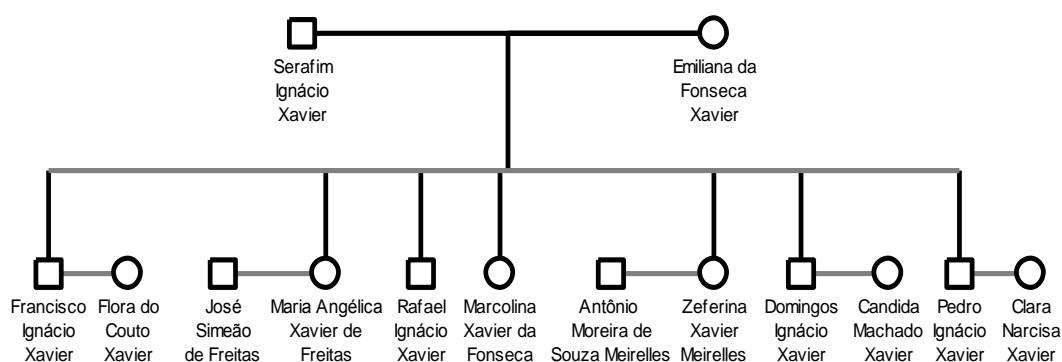 Serafim
Ignácio
Xavier
Emiliana da
Fonseca
Xavier
Francisco
Ignácio
Xavier
Flora do
Couto
Xavier
José
Simeão
de Freitas
Maria Angélica
Xavier de
Freitas
Rafael
Ignácio
Xavier
Marcolina
Xavier da
Fonseca
Antônio
Moreira de
Souza Meirelles
Zeferina
Xavier
Meirelles
Domingos
Ignácio
Xavier
Candida
Machado
Xavier
Pedro
Ignácio
Xavier
Clara
Narcisa
Xavier